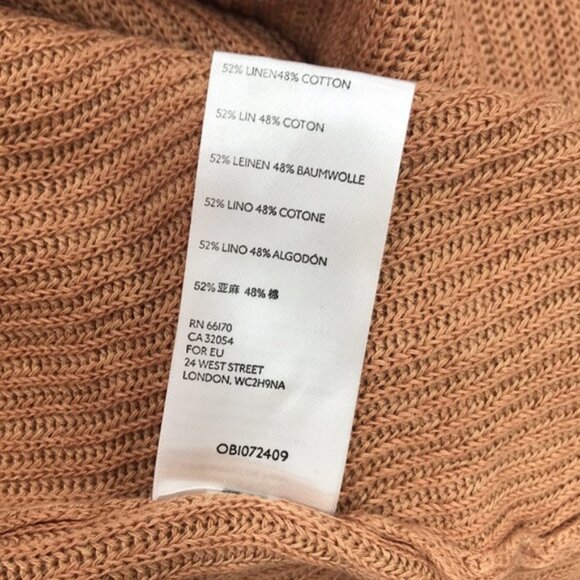 52% LINEN48% COTTON
52% LIN 48% COTON
52% LEINEN 48% BAUMWOLLE
52% LINO 48% COTONE
52% LINO 48% ALGODÓN
52% 亚麻 48% 棉
RN 66170
CA 32054
FOR EU
24 WEST STREET
LONDON, WC2H9NA
OBI072409